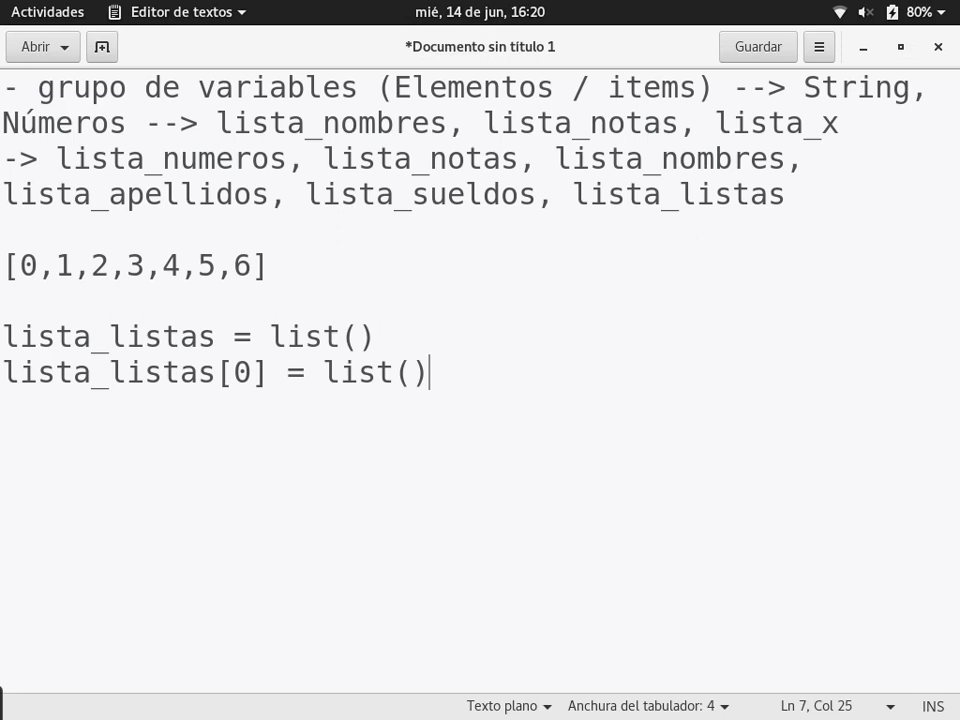 Actividades Editor de textos mié, 14 de jun, 16:20 80%
Abrir *Documento sin título 1 Guardar
- grupo de variables (Elementos / items) --> String,
Números --> lista_nombres, lista_notas, lista_x
-> lista_numeros, lista_notas, lista_nombres,
lista_apellidos, lista_sueldos, lista_listas
[0,1,2,3,4,5,6]
lista_listas = list()
lista_listas[0] = list()
Texto plano Anchura del tabulador: 4 Ln 7, Col 25 INS